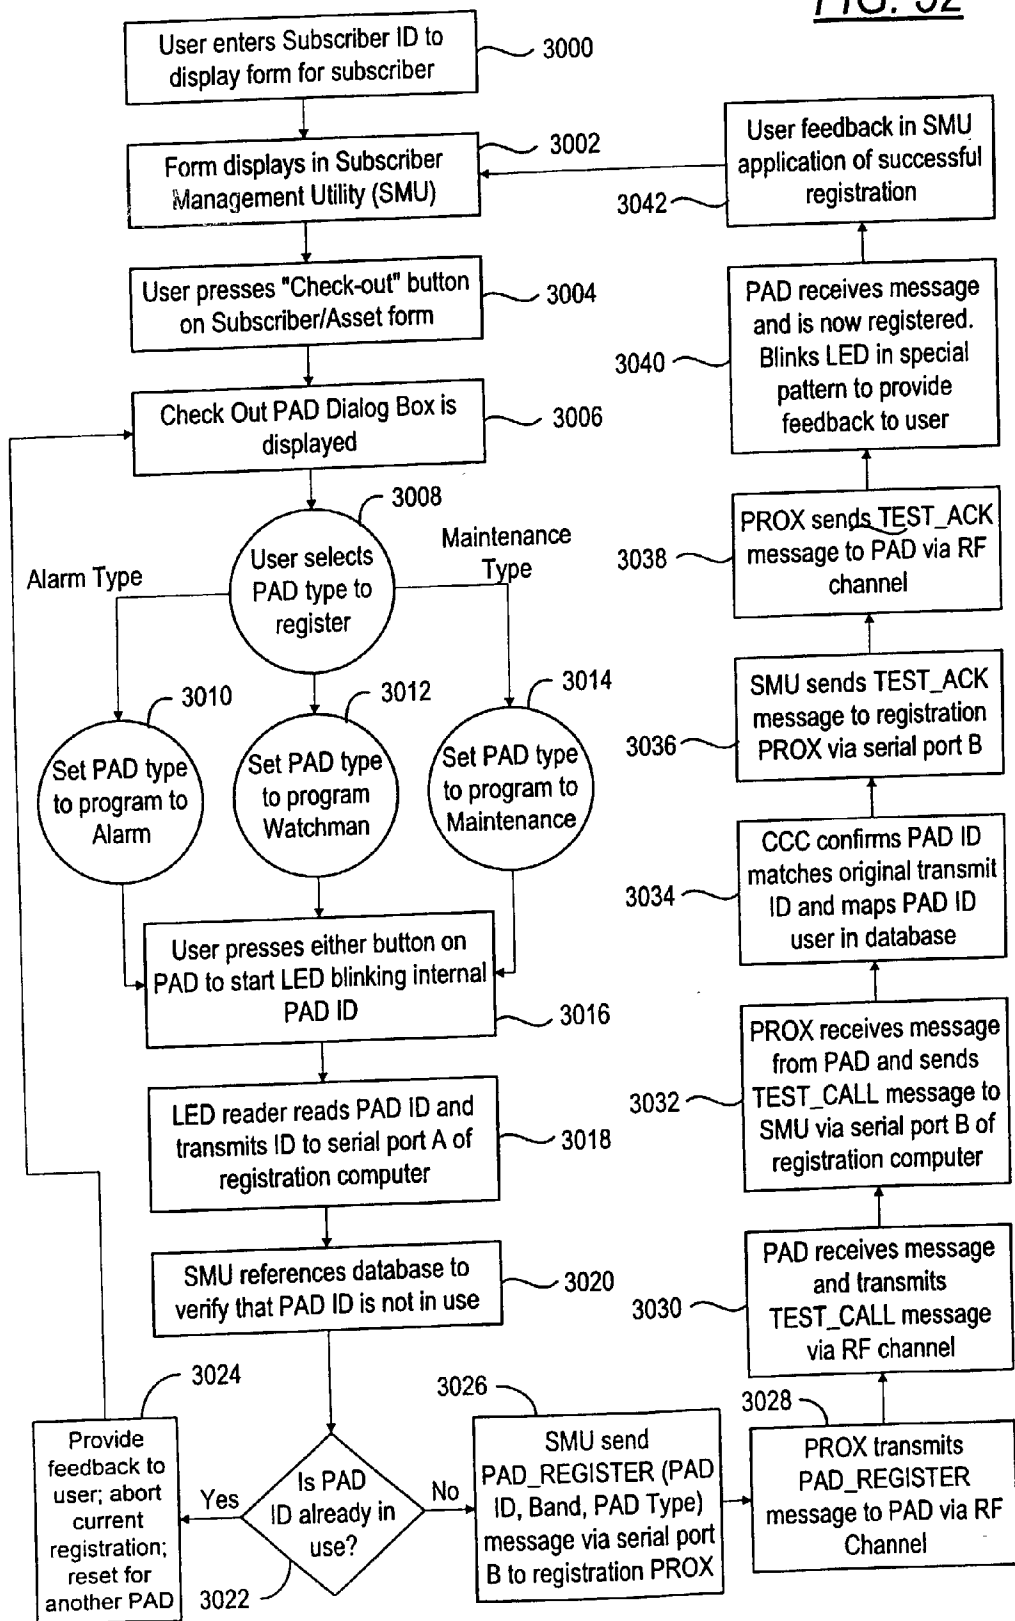 FIG. 32
User enters Subscriber ID to
display form for subscriber
3000
Form displays in Subscriber
Management Utility (SMU)
3002
User presses "Check-out" button
on Subscriber/Asset form
3004
Check Out PAD Dialog Box is
displayed
3006
User selects
PAD type to
register
3008
Alarm Type
Maintenance
Type
Set PAD type
to program to
Alarm
3010
Set PAD type
to program
Watchman
3012
Set PAD type
to program to
Maintenance
3014
User presses either button on
PAD to start LED blinking internal
PAD ID
3016
LED reader reads PAD ID and
transmits ID to serial port A of
registration computer
3018
SMU references database to
verify that PAD ID is not in use
3020
Is PAD
ID already in
use?
3022
Yes
No
Provide
feedback to
user; abort
current
registration;
reset for
another PAD
3024
SMU send
PAD_REGISTER (PAD
ID, Band, PAD Type)
message via serial port
B to registration PROX
3026
PROX transmits
PAD_REGISTER
message to PAD via RF
Channel
3028
PAD receives message
and transmits
TEST_CALL message
via RF channel
3030
PROX receives message
from PAD and sends
TEST_CALL message to
SMU via serial port B of
registration computer
3032
CCC confirms PAD ID
matches original transmit
ID and maps PAD ID
user in database
3034
SMU sends TEST_ACK
message to registration
PROX via serial port B
3036
PROX sends TEST_ACK
message to PAD via RF
channel
3038
PAD receives message
and is now registered.
Blinks LED in special
pattern to provide
feedback to user
3040
User feedback in SMU
application of successful
registration
3042